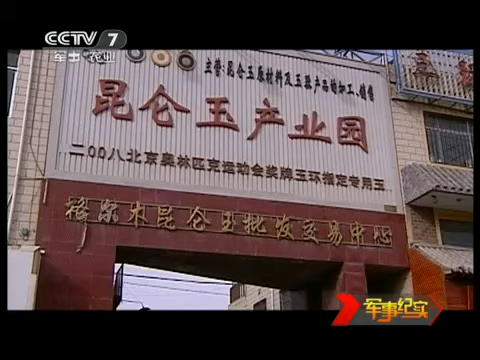 CCTV 7
军事·农业
主营:昆仑玉原材料及玉器产品的加工、销售
昆仑玉产业园
二00八北京奥林匹克运动会奖牌玉环指定专用玉
格尔木昆仑玉批发交易中心
军事纪实